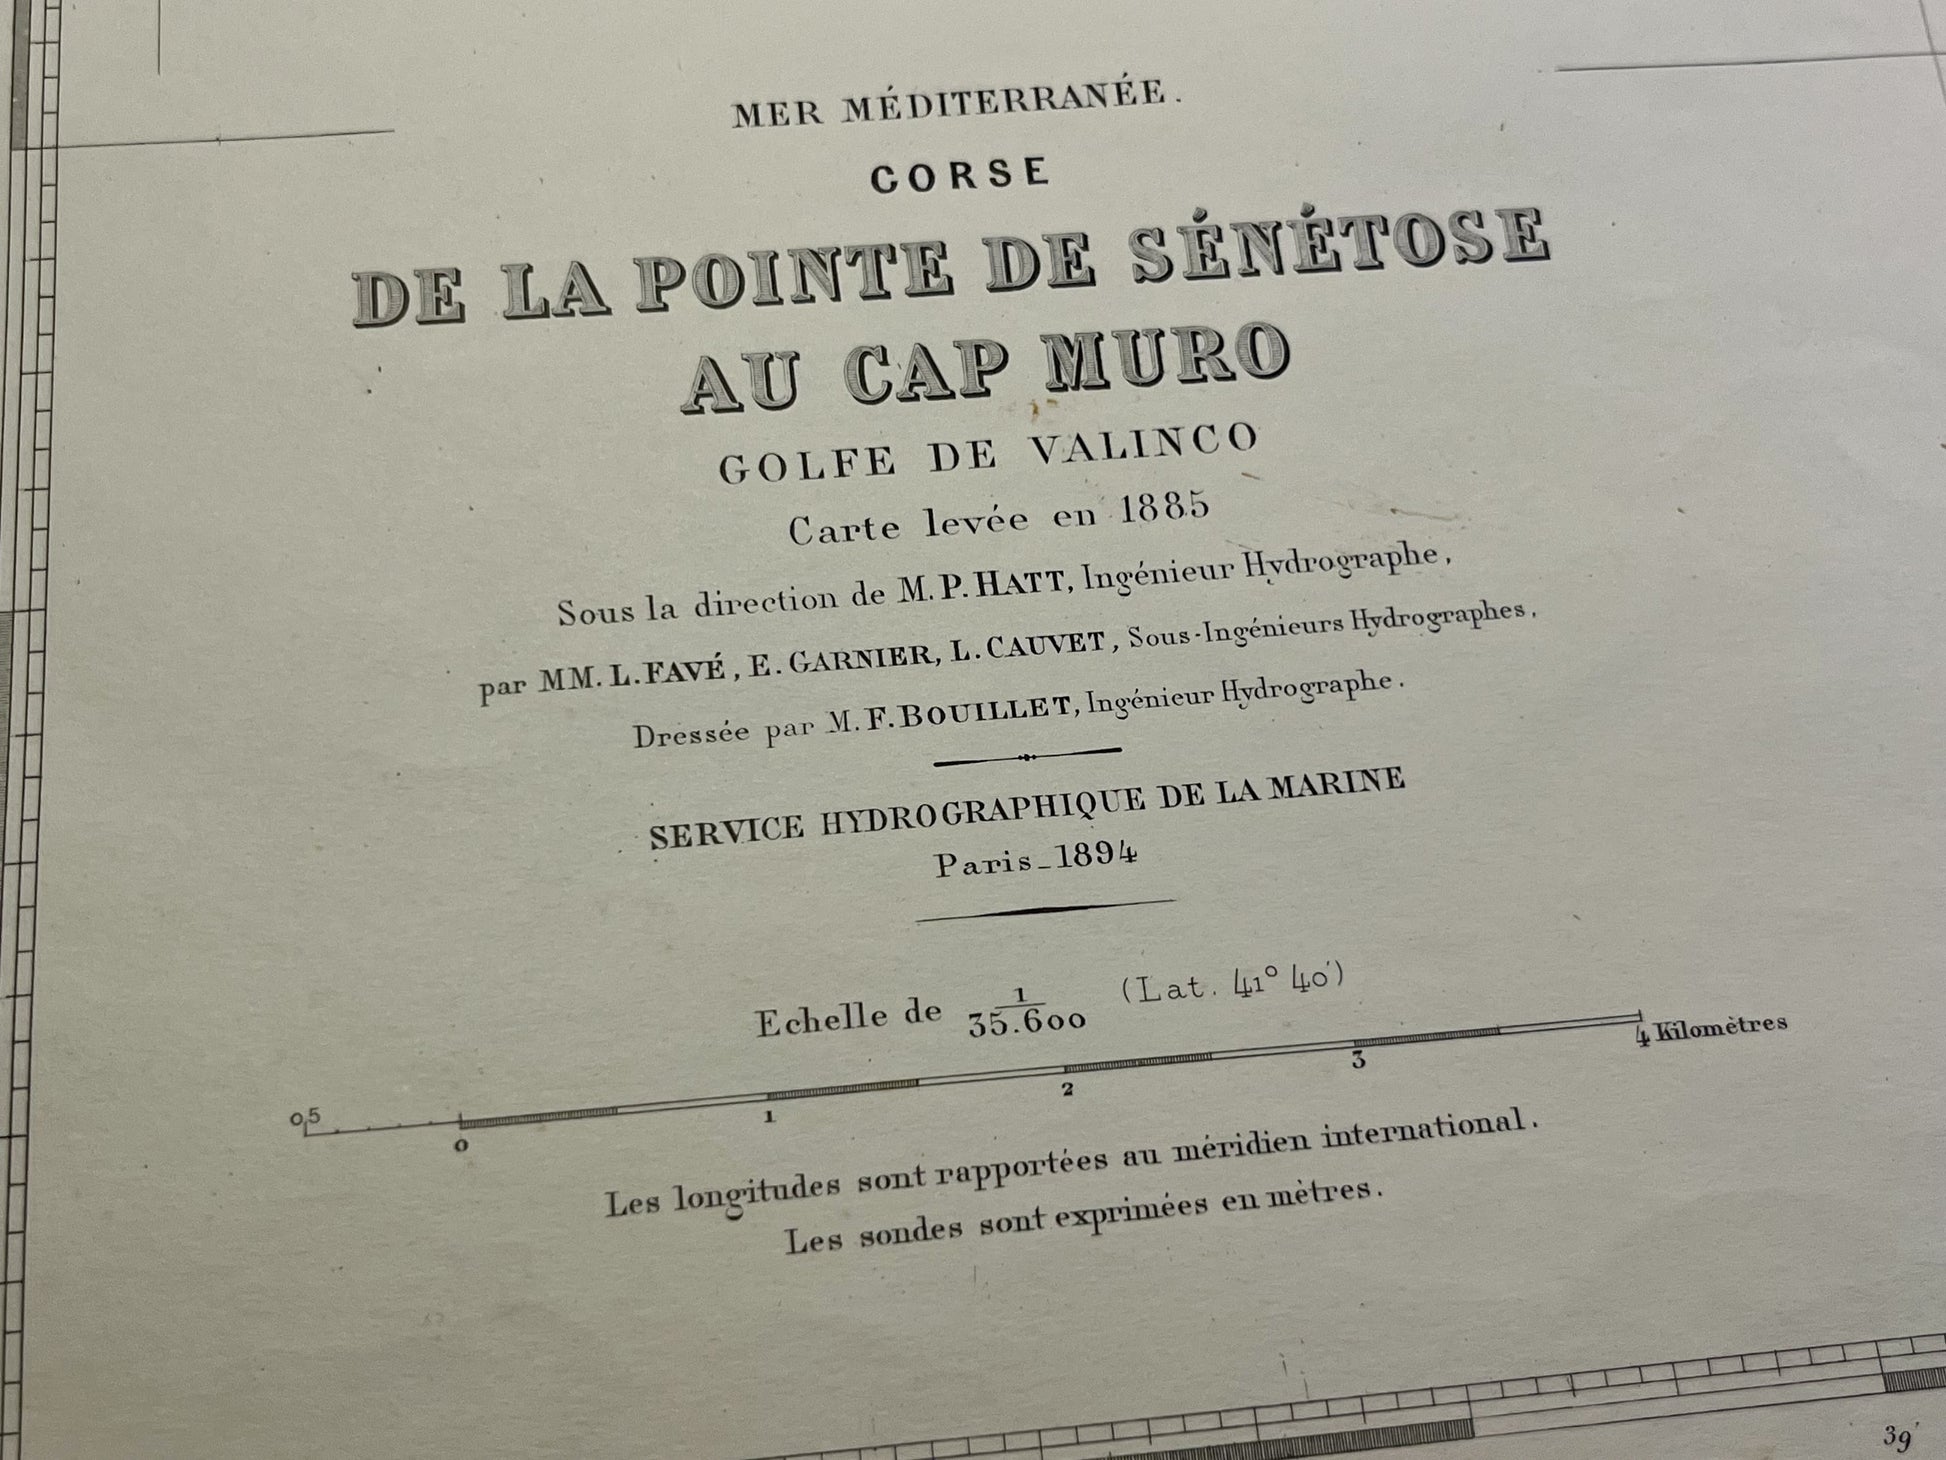 MER MÉDITERRANÉE.
CORSE
DE LA POINTE DE SÉNÉTOSE
AU CAP MURO
GOLFE DE VALINCO
Carte levée en 1885
Sous la direction de M. P. HATT, Ingénieur Hydrographe,
par MM. L. FAVÉ, E. GARNIER, L. CAUVET, Sous-Ingénieurs Hydrographes,
Dressée par M. F. BOUILLET, Ingénieur Hydrographe.
SERVICE HYDROGRAPHIQUE DE LA MARINE
Paris_1894
Echelle de 1/35.600 (Lat. 41° 40')
0,5 0 1 2 3 4 Kilomètres
Les longitudes sont rapportées au méridien international.
Les sondes sont exprimées en mètres.
39'